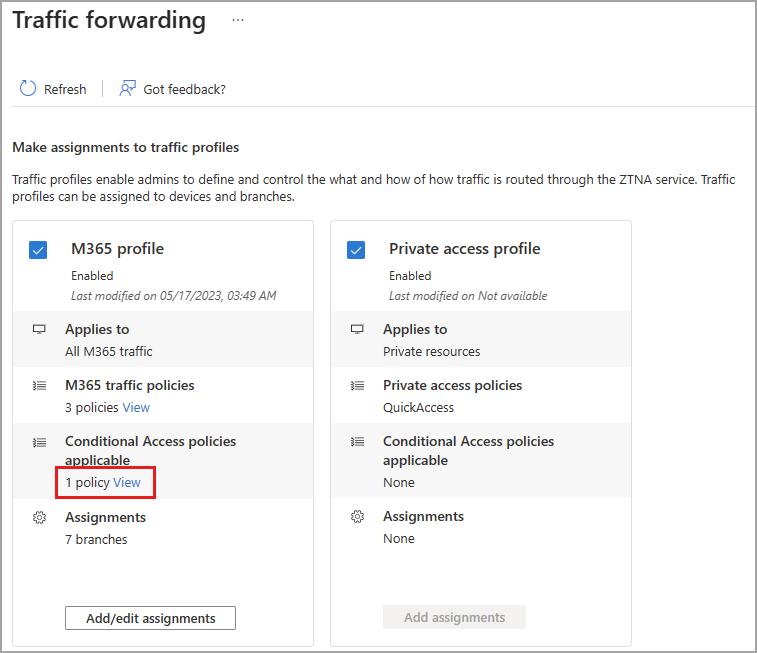 Traffic forwarding ...
Refresh
Got feedback?
Make assignments to traffic profiles
Traffic profiles enable admins to define and control the what and how of how traffic is routed through the ZTNA service. Traffic
profiles can be assigned to devices and branches.
M365 profile
Enabled
Last modified on 05/17/2023, 03:49 AM
Applies to
All M365 traffic
M365 traffic policies
3 policies View
Conditional Access policies
applicable
1 policy View
Assignments
7 branches
Add/edit assignments
Private access profile
Enabled
Last modified on Not available
Applies to
Private resources
Private access policies
QuickAccess
Conditional Access policies
applicable
None
Assignments
None
Add assignments